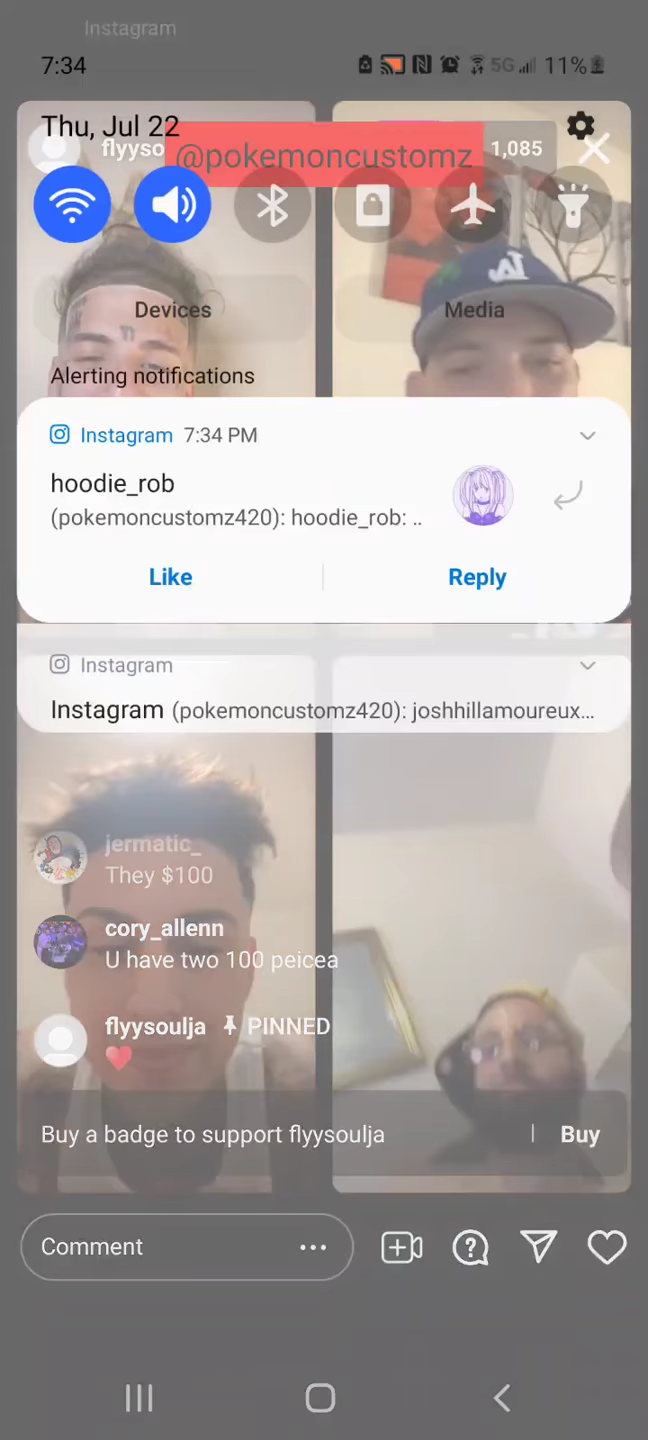 Instagram
7:34
5G 11%
Thu, Jul 22
flyyso
@pokemoncustomz
1,085
Devices
Media
Alerting notifications
Instagram 7:34 PM
hoodie_rob
(pokemoncustomz420): hoodie_rob: ..
Like
Reply
Instagram
Instagram (pokemoncustomz420): joshhillamoureux...
jermatic_
They $100
cory_allenn
U have two 100 peicea
flyysoulja PINNED
Buy a badge to support flyysoulja
Buy
Comment